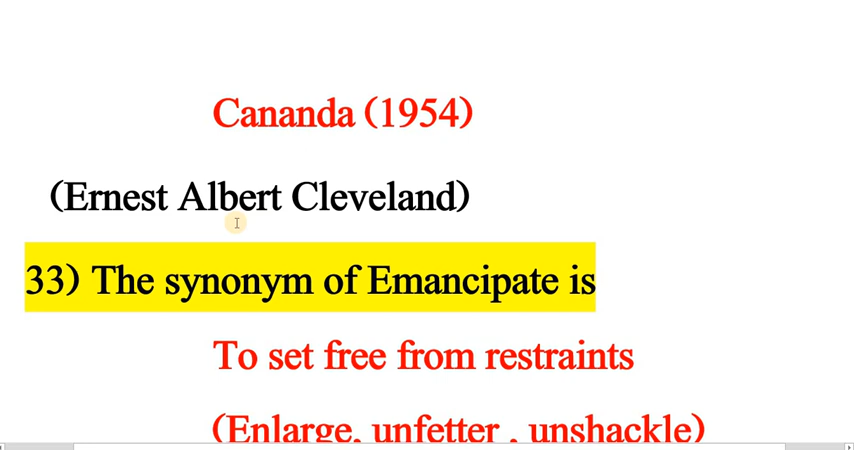 Cananda (1954)
(Ernest Albert Cleveland)
33) The synonym of Emancipate is
To set free from restraints
(Enlarge, unfetter , unshackle)